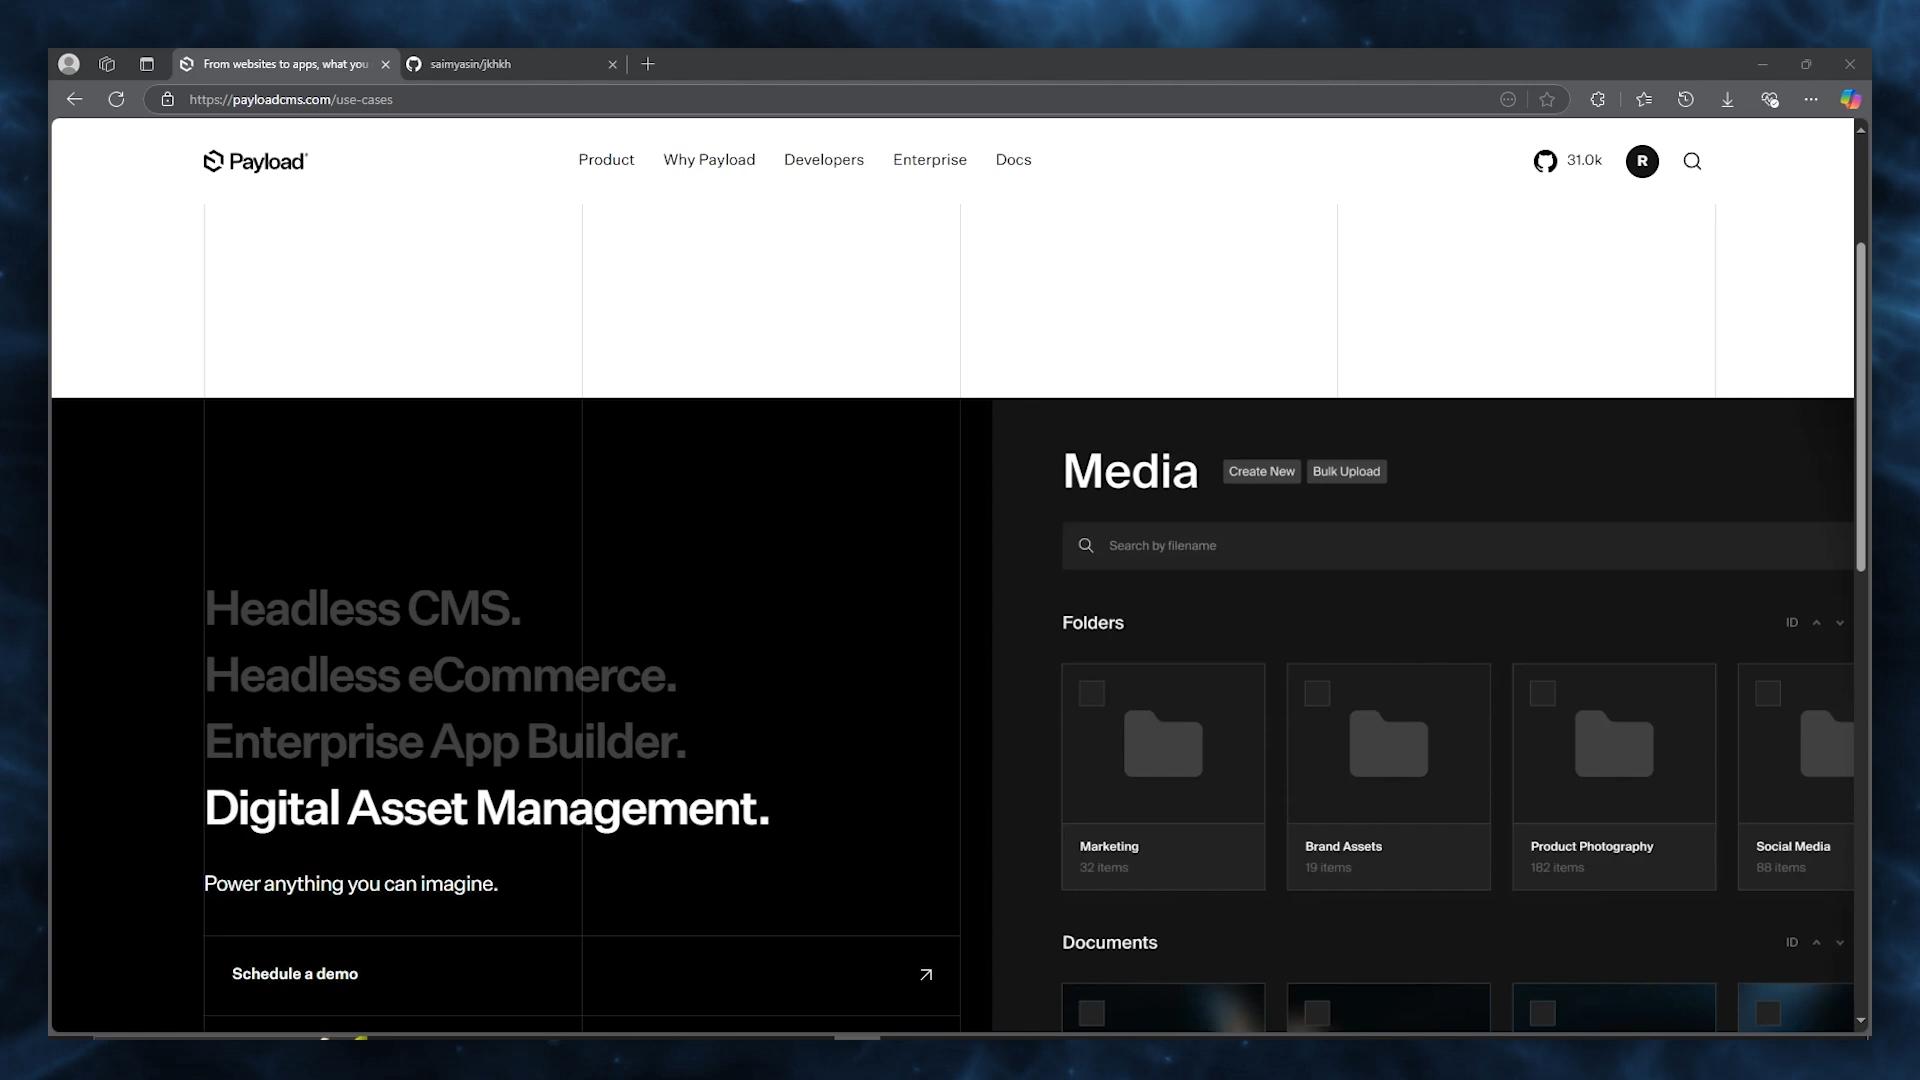 From websites to apps, what you
saimyasin/jkhkh
https://payloadcms.com/use-cases
Payload
Product
Why Payload
Developers
Enterprise
Docs
31.0k
R
Media
Create New
Bulk Upload
Search by filename
Headless CMS.
Headless eCommerce.
Enterprise App Builder.
Digital Asset Management.
Power anything you can imagine.
Schedule a demo
Folders
ID
Marketing
32 items
Brand Assets
19 items
Product Photography
182 items
Social Media
88 items
Documents
ID